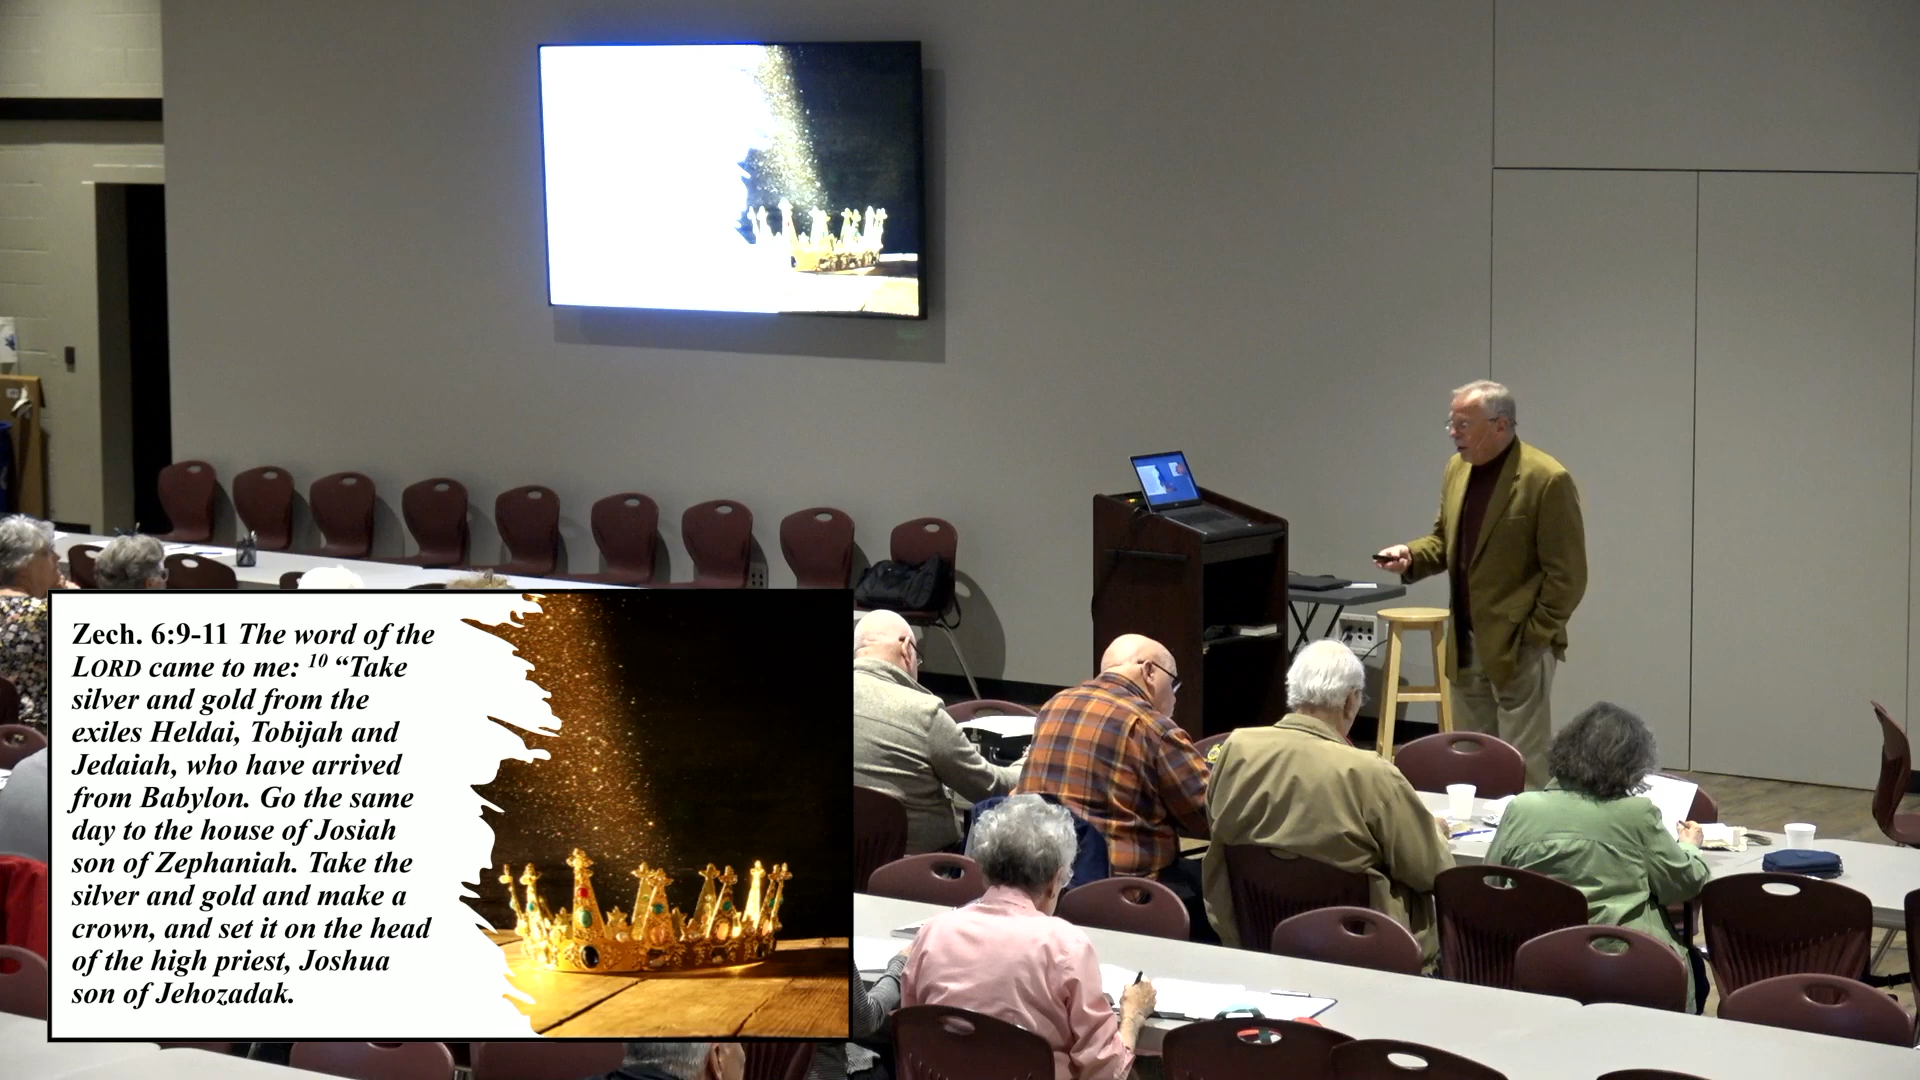 Zech. 6:9-11 The word of the
LORD came to me: 10 “Take
silver and gold from the
exiles Heldai, Tobijah and
Jedaiah, who have arrived
from Babylon. Go the same
day to the house of Josiah
son of Zephaniah. Take the
silver and gold and make a
crown, and set it on the head
of the high priest, Joshua
son of Jehozadak.